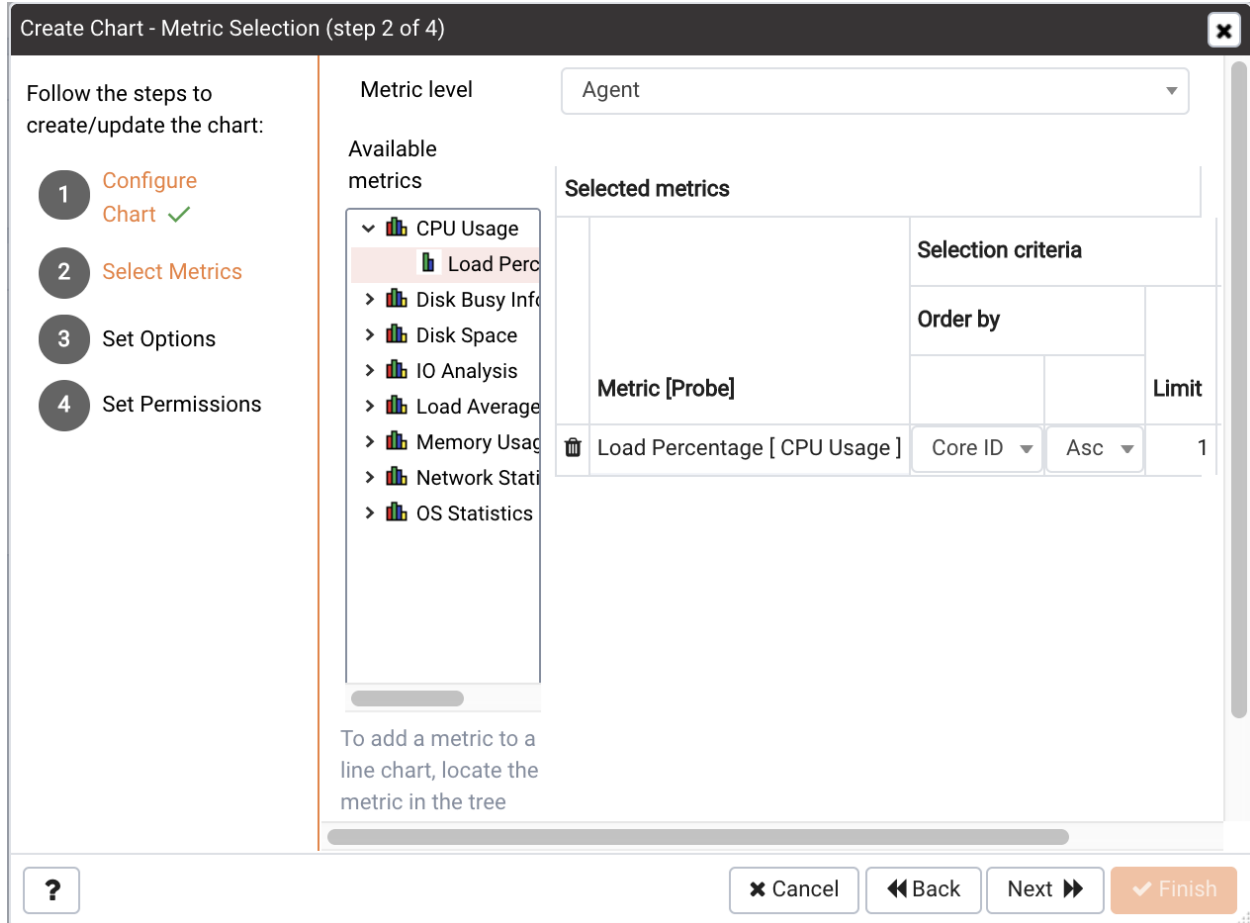 Create Chart - Metric Selection (step 2 of 4)
Follow the steps to
create/update the chart:
1
Configure
Chart
2
Select Metrics
3
Set Options
4
Set Permissions
Metric level
Agent
Available
metrics
CPU Usage
Load Perc
Disk Busy Info
Disk Space
IO Analysis
Load Average
Memory Usag
Network Stati
OS Statistics
To add a metric to a
line chart, locate the
metric in the tree
Selected metrics
Selection criteria
Order by
Metric [Probe]
Limit
Load Percentage [ CPU Usage ]
Core ID
Asc
1
?
Cancel
Back
Next
Finish